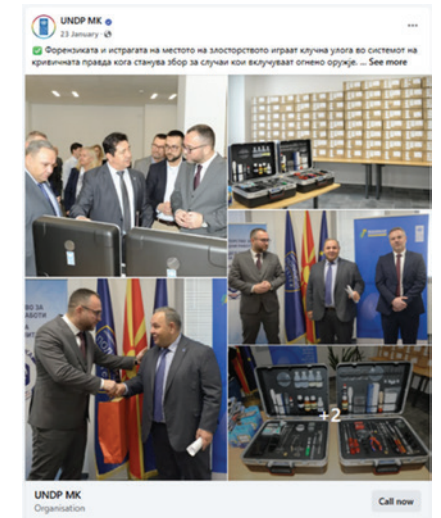 UNDP MK
23 January
✅ Форензиката и истрагата на местото на злосторството играат клучна улога во системот на
кривичната правда кога станува збор за случаи кои вклучуваат огнено оружје. ... See more
+2
UNDP MK
Organisation
Call now